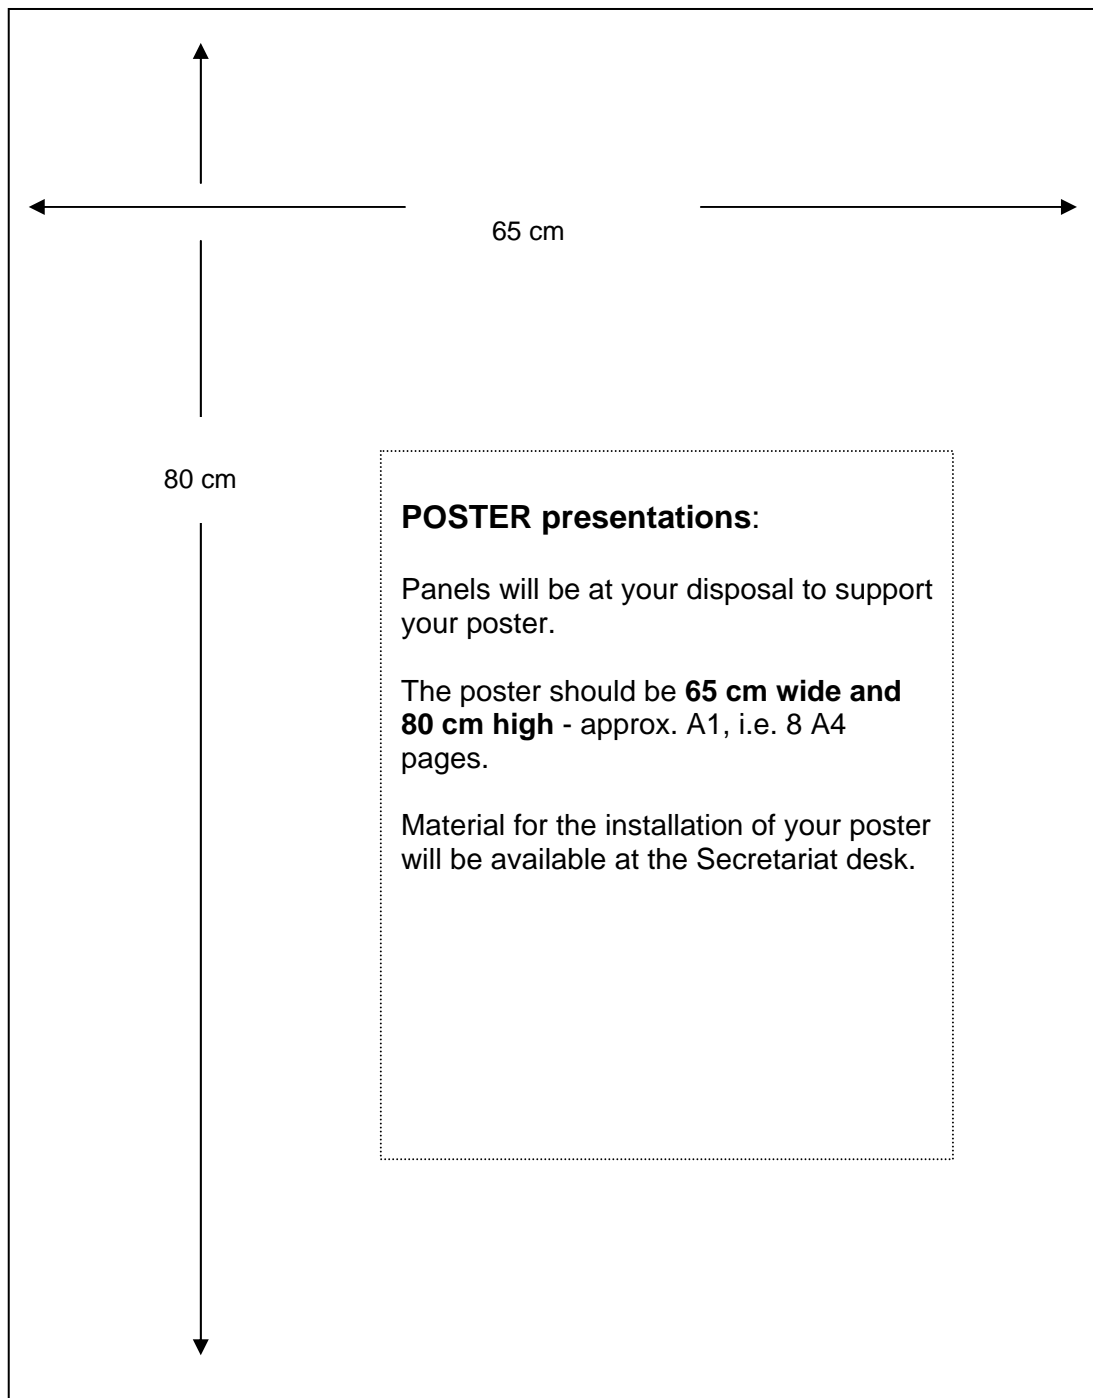 65 cm
80 cm
POSTER presentations:
Panels will be at your disposal to support
your poster.
The poster should be 65 cm wide and
80 cm high - approx. A1, i.e. 8 A4
pages.
Material for the installation of your poster
will be available at the Secretariat desk.